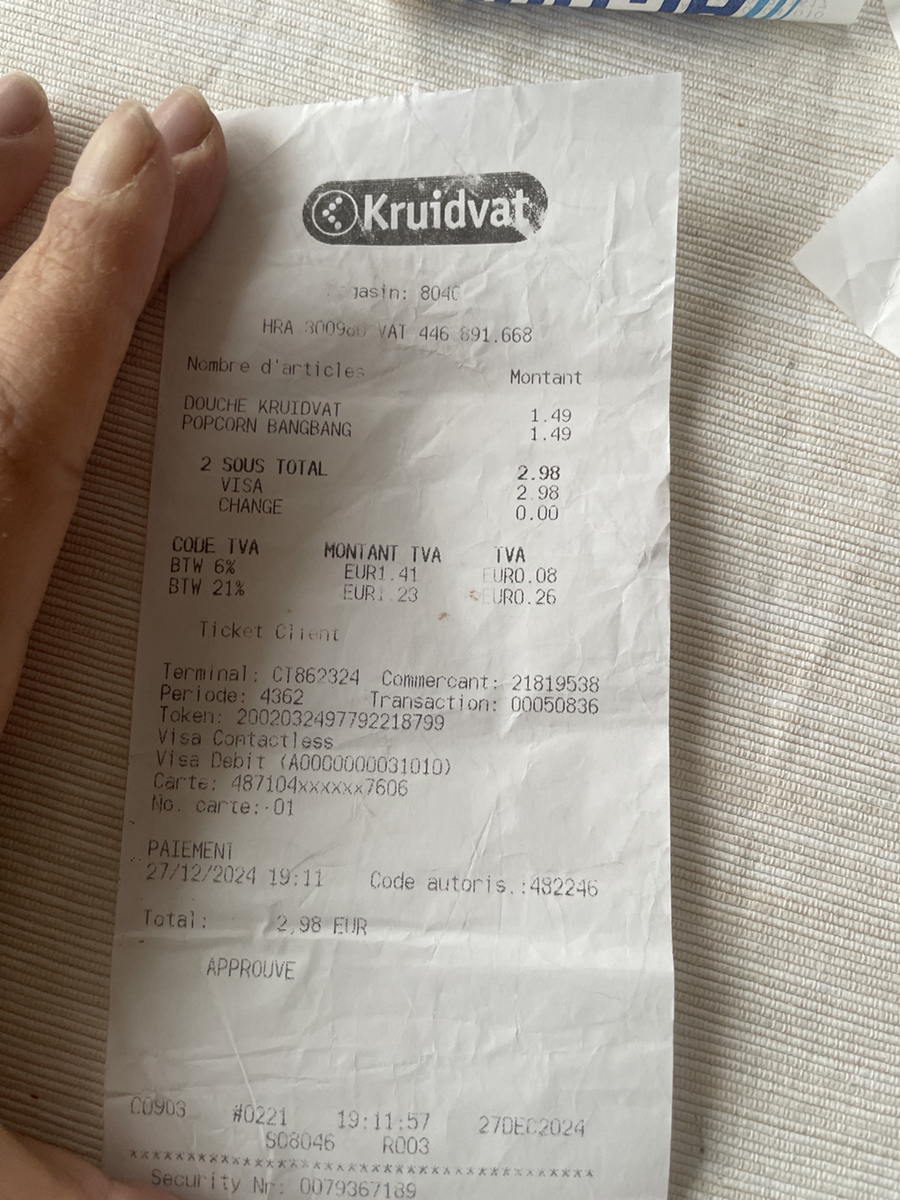 Kruidvat
HRA VAT 446 891.668
Nombre d'articles Montant
DOUCHE KRUIDVAT 1.49
POPCORN BANGBANG 1.49
2 SOUS TOTAL 2.98
VISA 2.98
CHANGE 0.00
CODE TVA MONTANT TVA TVA
BTW 6% EUR1.41 EUR0.08
BTW 21% EUR1.23 EUR0.26
Ticket Client
Terminal: CT862324 Commercant: 21819538
Periode: 4362 Transaction: 00050836
Token: 2002032497792218799
Visa Contactless
Visa Debit (A0000000031010)
Carte: 487104xxxxxx7606
No. carte: 01
PAIEMENT
27/12/2024 19:11 Code autoris.:482246
Total: 2,98 EUR
APPROUVE
C0903 #0221 19:11:57 27DEC2024
S08046 R003
****************************************
Security Nr: 0079367189